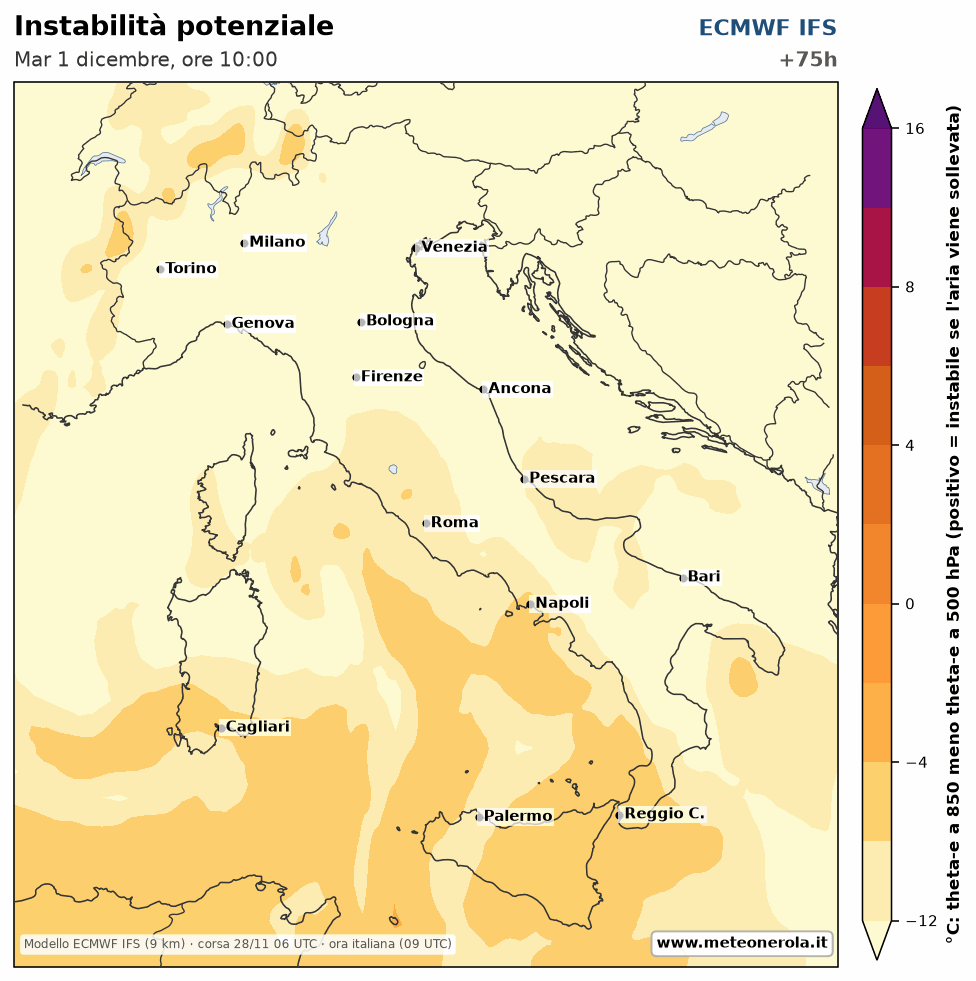 Instabilità potenziale
ECMWF IFS
Mar 1 dicembre, ore 10:00
+75h
Milano
Venezia
Torino
Genova
Bologna
Firenze
Ancona
Pescara
Roma
Bari
Napoli
Cagliari
Palermo
Reggio C.
16
8
4
0
−4
−12
°C: theta-e a 850 meno theta-e a 500 hPa (positivo = instabile se l'aria viene sollevata)
Modello ECMWF IFS (9 km) · corsa 28/11 06 UTC · ora italiana (09 UTC)
www.meteonerola.it